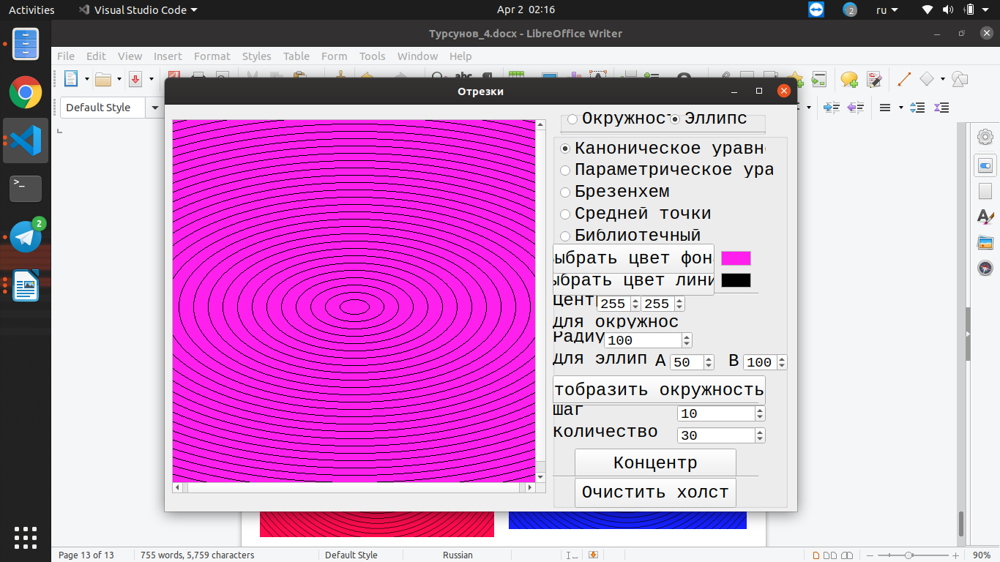 Activities
Visual Studio Code
Apr 2 02:16
2
ru
Турсунов_4.docx - LibreOffice Writer
File Edit View Insert Format Styles Table Form Tools Window Help
Default Style
Отрезки
Окружност
Эллипс
Каноническое уравн
Параметрическое ура
Брезенхем
Средней точки
Библиотечный
ыбрать цвет фон
ыбрать цвет лини
Цент
255
255
Для окружнос
Радиу
100
Для эллип
A
50
B
100
тобразить окружность
Шаг
10
Количество
30
Концентр
Очистить холст
2
Page 13 of 13
755 words, 5,759 characters
Default Style
Russian
90%